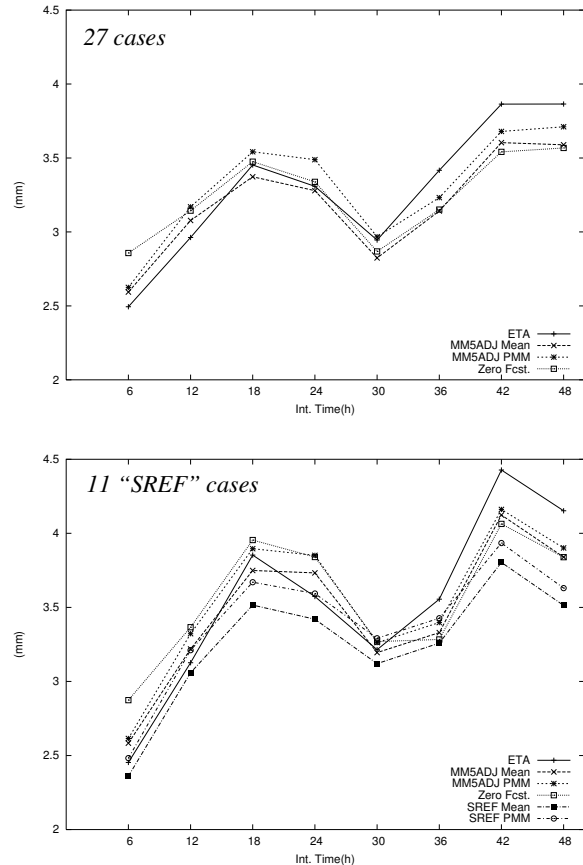 4.5
27 cases
4
3.5
(mm)
3
2.5
ETA
MM5ADJ Mean
MM5ADJ PMM
Zero Fcst.
2
6 12 18 24 30 36 42 48
Int. Time(h)
4.5
11 “SREF” cases
4
3.5
(mm)
3
2.5
ETA
MM5ADJ Mean
MM5ADJ PMM
Zero Fcst.
SREF Mean
SREF PMM
2
6 12 18 24 30 36 42 48
Int. Time(h)